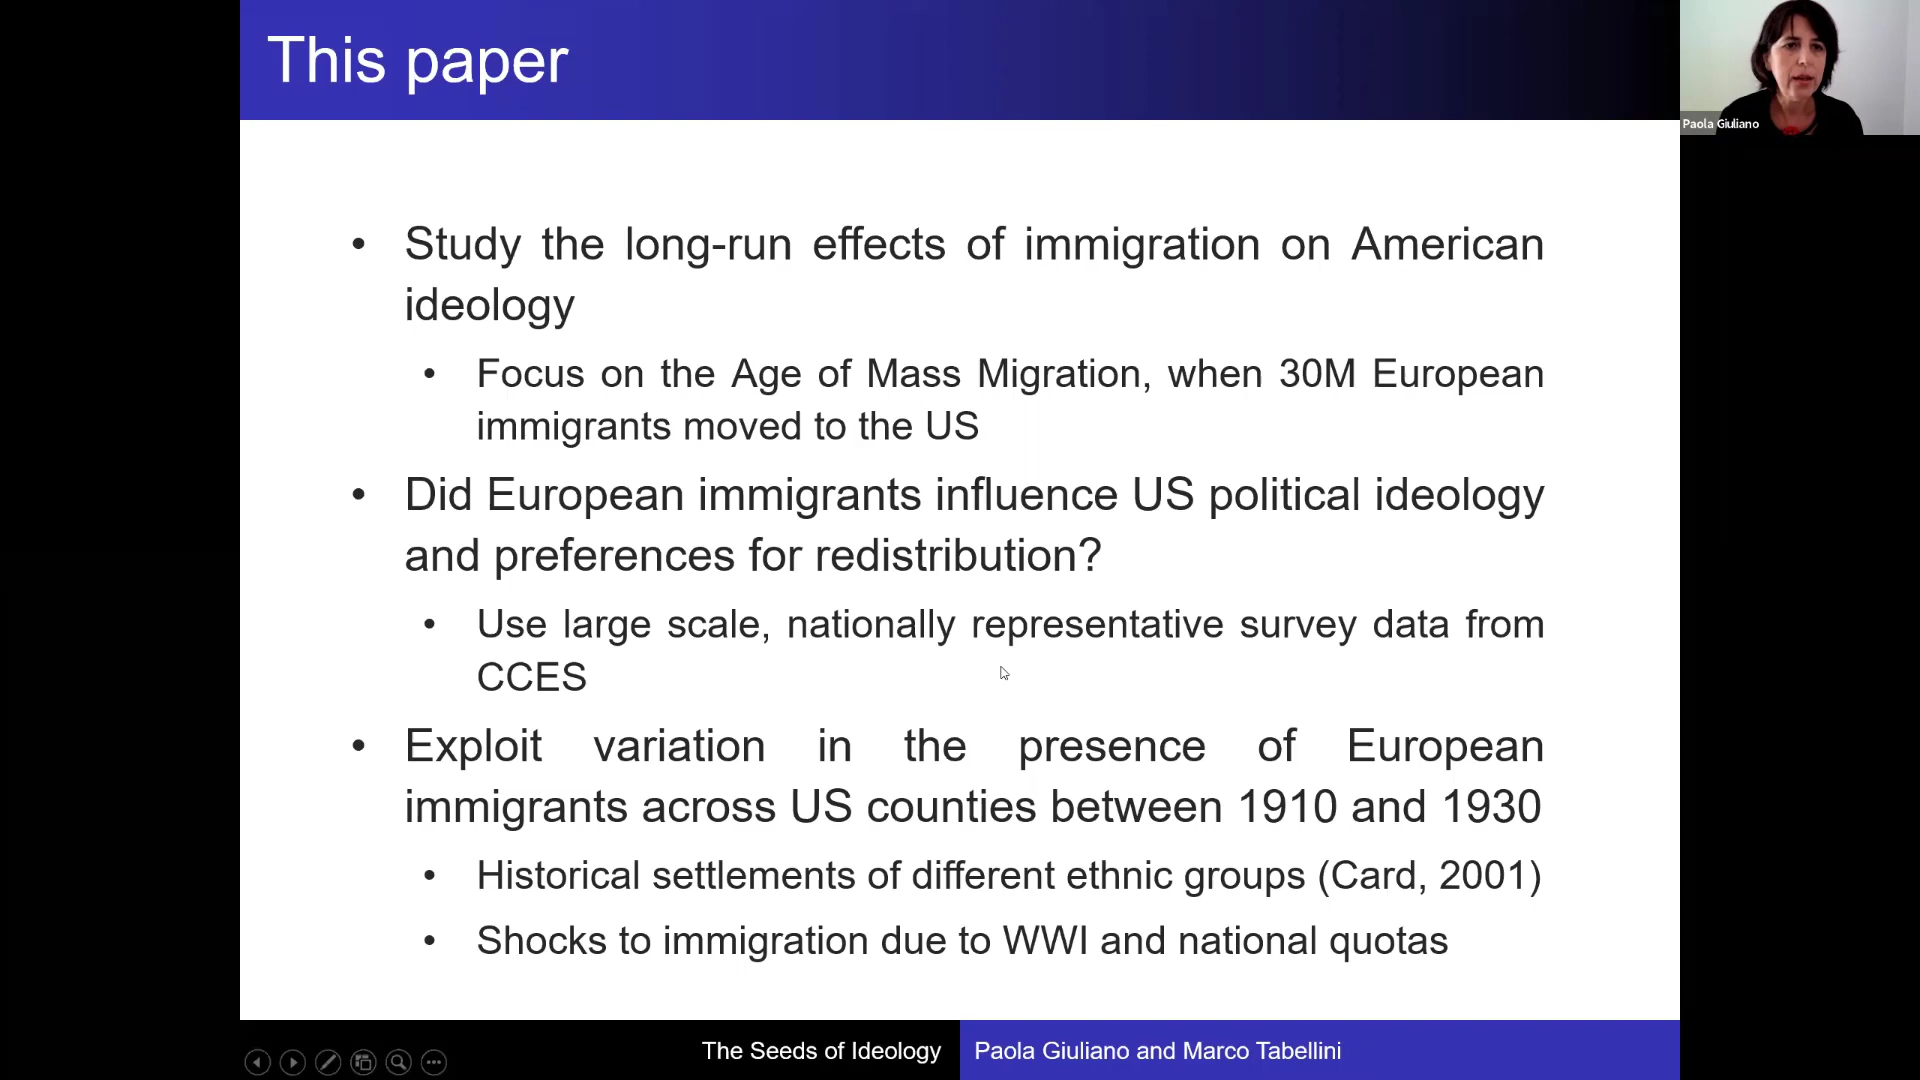 This paper
Paola Giuliano
• Study the long-run effects of immigration on American
ideology
• Focus on the Age of Mass Migration, when 30M European
immigrants moved to the US
• Did European immigrants influence US political ideology
and preferences for redistribution?
• Use large scale, nationally representative survey data from
CCES
• Exploit variation in the presence of European
immigrants across US counties between 1910 and 1930
• Historical settlements of different ethnic groups (Card, 2001)
• Shocks to immigration due to WWI and national quotas
The Seeds of Ideology
Paola Giuliano and Marco Tabellini